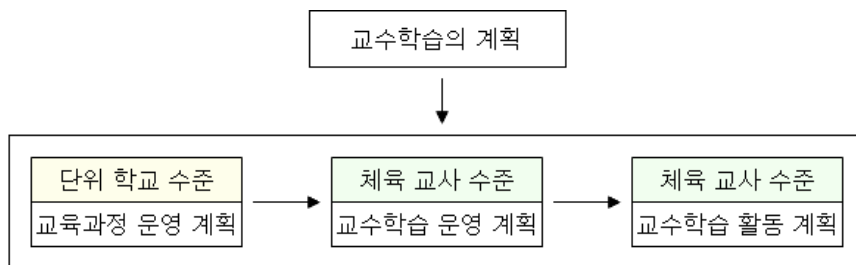 교수학습의 계획
단위 학교 수준
교육과정 운영 계획
체육 교사 수준
교수학습 운영 계획
체육 교사 수준
교수학습 활동 계획